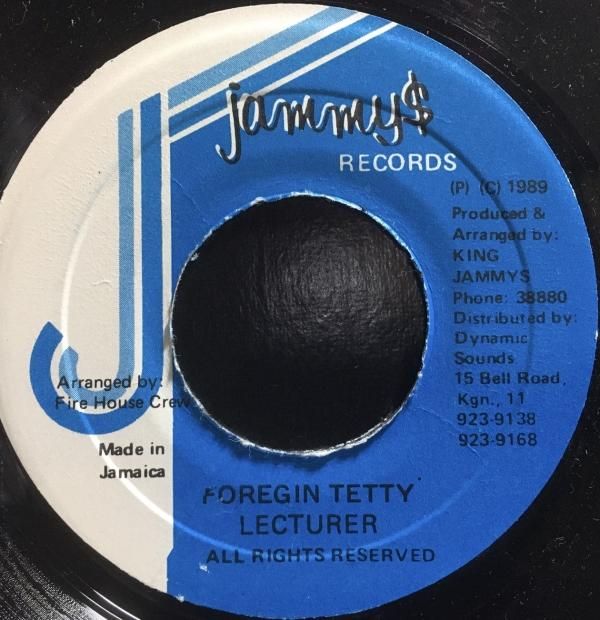 jammy$
RECORDS
(P) (C) 1989
Produced &
Arranged by:
KING
JAMMYS
Phone: 38880
Distributed by:
Dynamic
Sounds
15 Bell Road,
Kgn., 11
923-9138
923-9168
Arranged by:
Fire House Crew
Made in
Jamaica
FOREGIN TETTY
LECTURER
ALL RIGHTS RESERVED